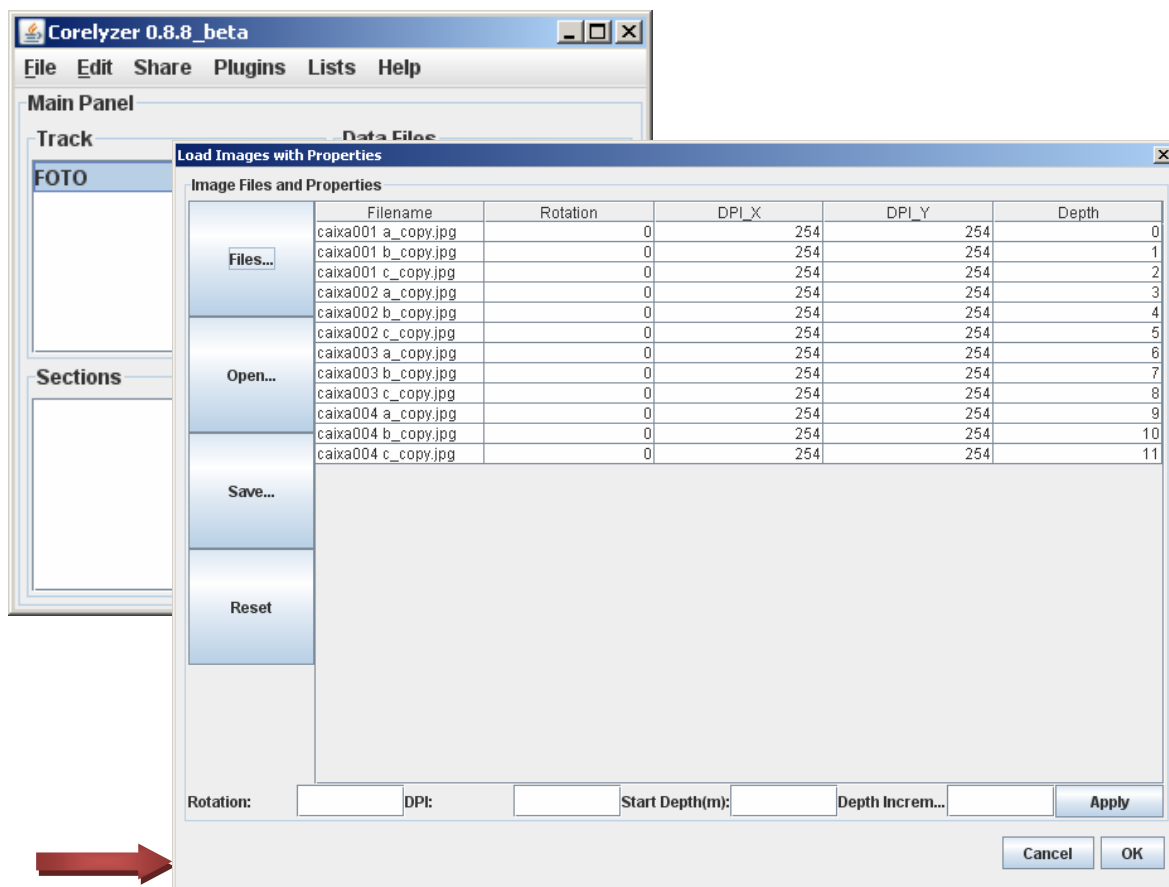 Corelyzer 0.8.8_beta
File Edit Share Plugins Lists Help
Main Panel
Track Data Files
FOTO
Sections
Load Images with Properties
Image Files and Properties
Files...
Open...
Save...
Reset
Filename Rotation DPI_X DPI_Y Depth
caixa001 a_copy.jpg 0 254 254 0
caixa001 b_copy.jpg 0 254 254 1
caixa001 c_copy.jpg 0 254 254 2
caixa002 a_copy.jpg 0 254 254 3
caixa002 b_copy.jpg 0 254 254 4
caixa002 c_copy.jpg 0 254 254 5
caixa003 a_copy.jpg 0 254 254 6
caixa003 b_copy.jpg 0 254 254 7
caixa003 c_copy.jpg 0 254 254 8
caixa004 a_copy.jpg 0 254 254 9
caixa004 b_copy.jpg 0 254 254 10
caixa004 c_copy.jpg 0 254 254 11
Rotation: DPI: Start Depth(m): Depth Increm... Apply
Cancel OK